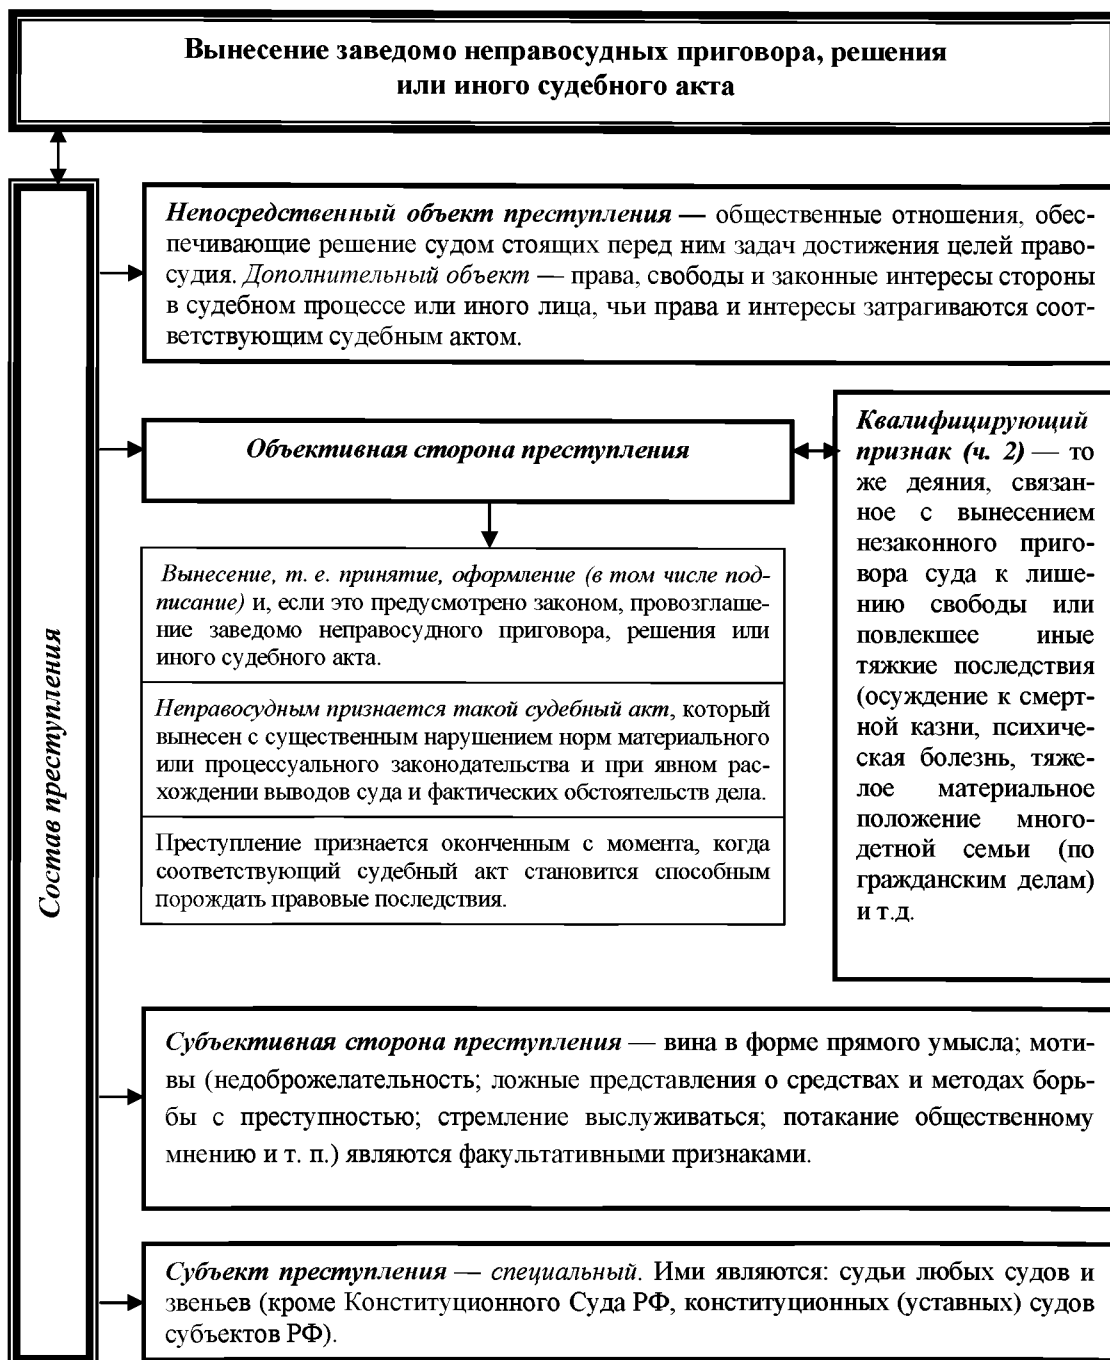 Вынесение заведомо неправосудных приговора, решения
или иного судебного акта
Состав преступления
Непосредственный объект преступления — общественные отношения, обес-
печивающие решение судом стоящих перед ним задач достижения целей право-
судия. Дополнительный объект — права, свободы и законные интересы стороны
в судебном процессе или иного лица, чьи права и интересы затрагиваются соот-
ветствующим судебным актом.
Объективная сторона преступления
Вынесение, т. е. принятие, оформление (в том числе под-
писание) и, если это предусмотрено законом, провозглаше-
ние заведомо неправосудного приговора, решения или
иного судебного акта.
Неправосудным признается такой судебный акт, который
вынесен с существенным нарушением норм материального
или процессуального законодательства и при явном рас-
хождении выводов суда и фактических обстоятельств дела.
Преступление признается оконченным с момента, когда
соответствующий судебный акт становится способным
порождать правовые последствия.
Квалифицирующий
признак (ч. 2) — то
же деяния, связан-
ное с вынесением
незаконного приго-
вора суда к лише-
нию свободы или
повлекшее иные
тяжкие последствия
(осуждение к смерт-
ной казни, психиче-
ская болезнь, тяже-
лое материальное
положение много-
детной семьи (по
гражданским делам)
и т.д.
Субъективная сторона преступления — вина в форме прямого умысла; моти-
вы (недоброжелательность; ложные представления о средствах и методах борь-
бы с преступностью; стремление выслуживаться; потакание общественному
мнению и т. п.) являются факультативными признаками.
Субъект преступления — специальный. Ими являются: судьи любых судов и
звеньев (кроме Конституционного Суда РФ, конституционных (уставных) судов
субъектов РФ).